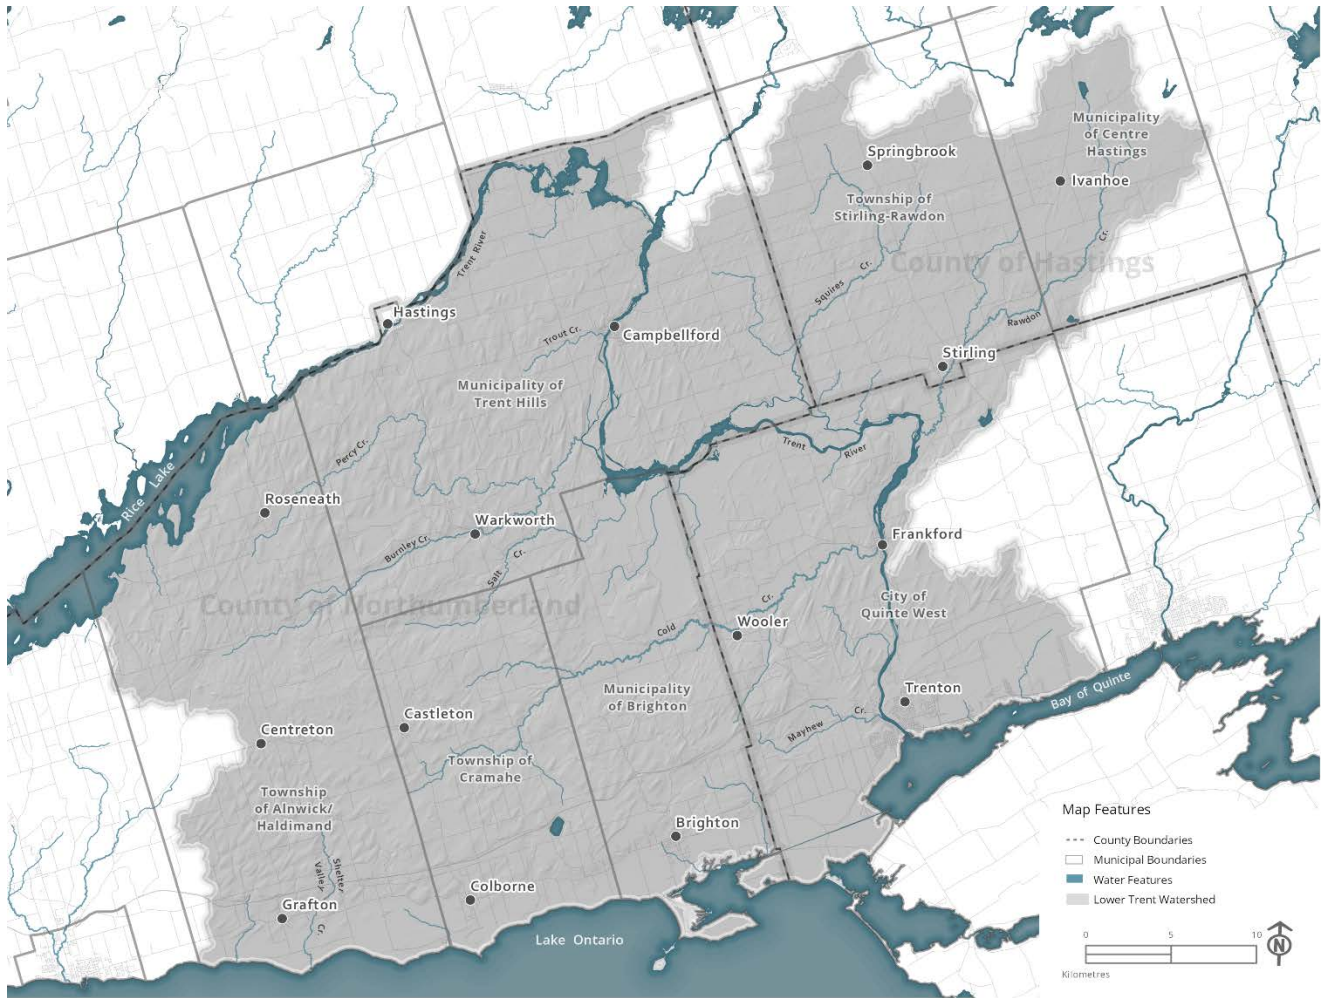 Springbrook
Municipality
of Centre
Hastings
Ivanhoe
Township of
Stirling-Rawdon
County of Hastings
Cr.
Squires Cr.
Rawdon
Trent River
Hastings
Trout Cr.
Campbellford
Stirling
Municipality of
Trent Hills
Percy Cr.
Trent River
Rice Lake
Roseneath
Warkworth
Burnley Cr.
Salt Cr.
Frankford
County of Northumberland
City of
Quinte West
Cold Cr.
Wooler
Municipality
of Brighton
Trenton
Bay of Quinte
Mayhew Cr.
Castleton
Centreton
Township of
Cramahe
Township
of Alnwick/
Haldimand
Brighton
Shelter
Valley
Cr.
Colborne
Grafton
Lake Ontario
Map Features
County Boundaries
Municipal Boundaries
Water Features
Lower Trent Watershed
0 5 10
Kilometres
N